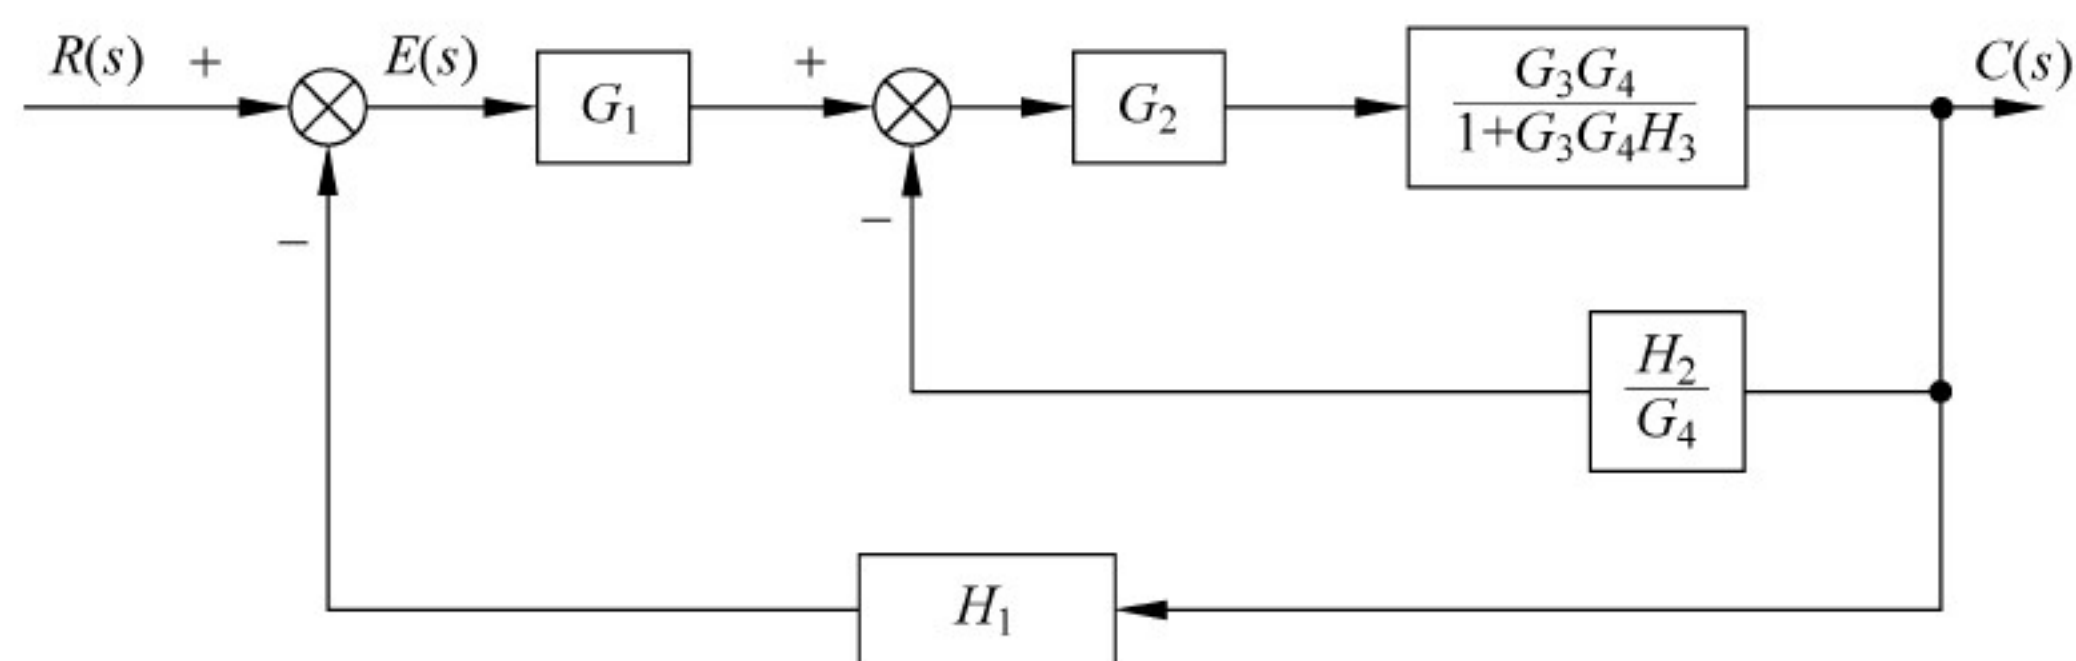 R(s) + E(s) G₁ + G₂ G₃G₄ C(s)
1+G₃G₄H₃
−
−
H₂
G₄
H₁